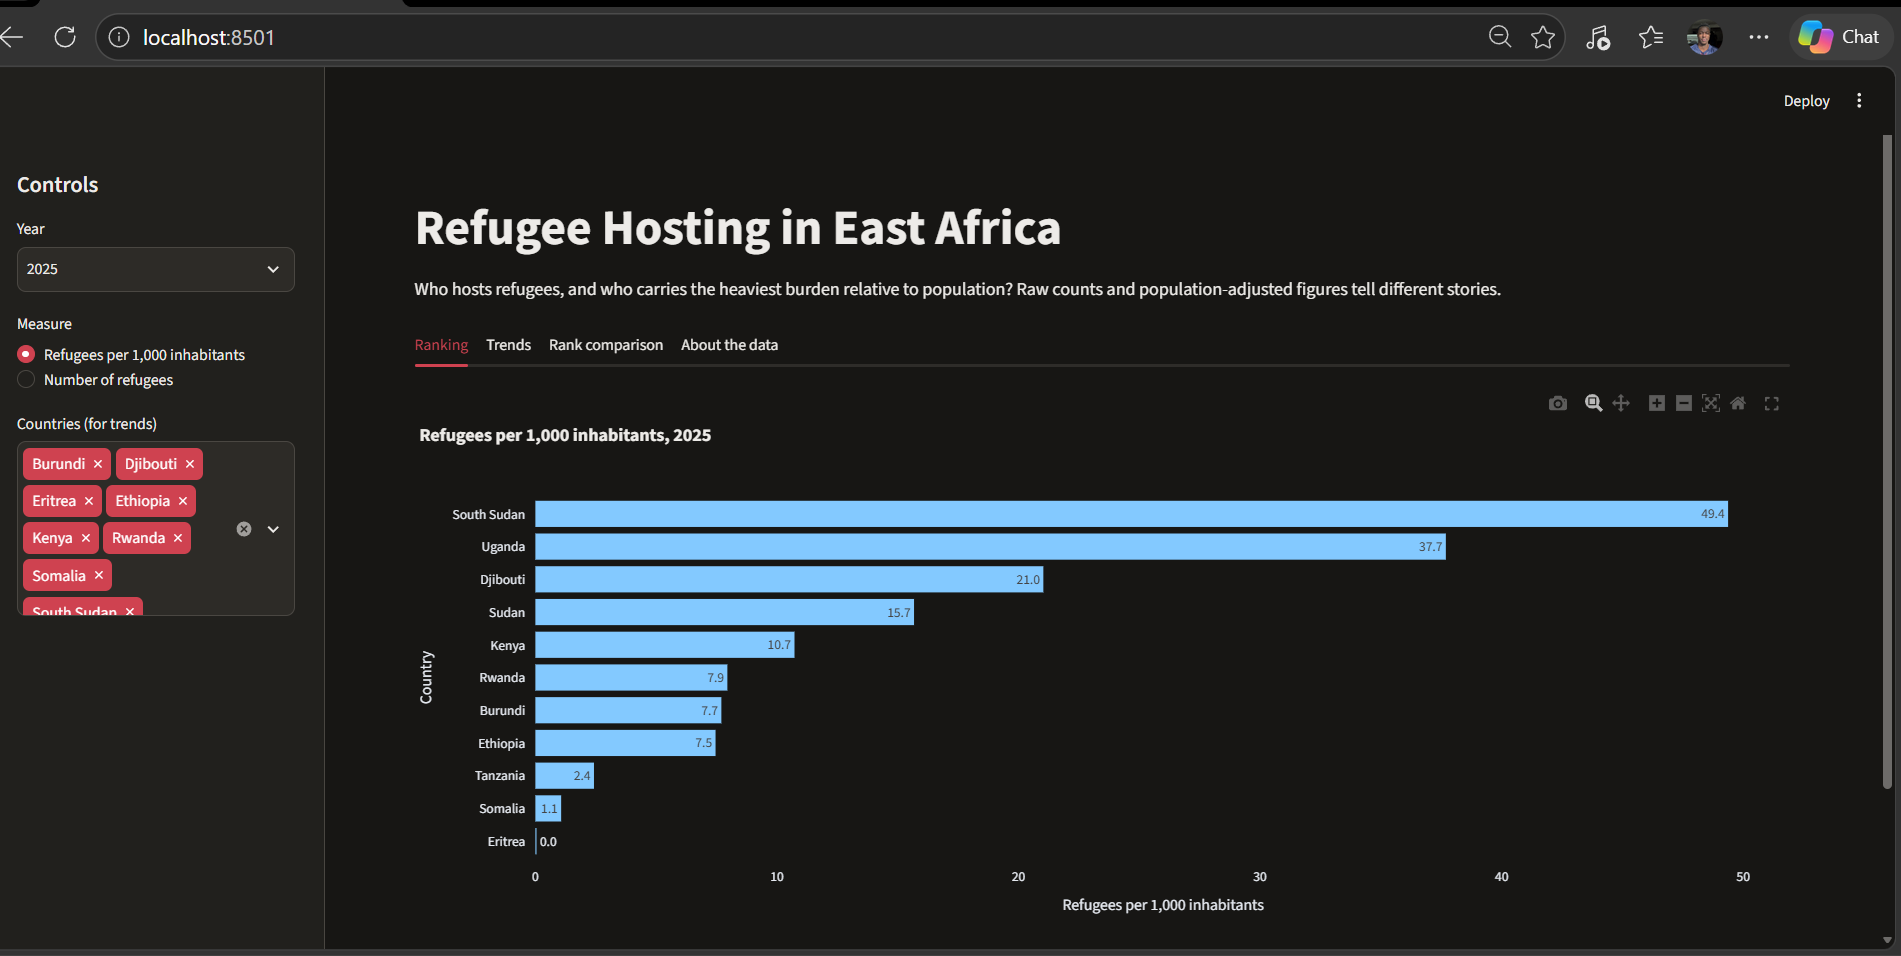 localhost:8501
Chat
Deploy
Controls
Year
2025
Measure
Refugees per 1,000 inhabitants
Number of refugees
Countries (for trends)
Burundi × Djibouti ×
Eritrea × Ethiopia ×
Kenya × Rwanda ×
Somalia ×
South Sudan ×
Refugee Hosting in East Africa
Who hosts refugees, and who carries the heaviest burden relative to population? Raw counts and population-adjusted figures tell different stories.
Ranking Trends Rank comparison About the data
Refugees per 1,000 inhabitants, 2025
Country
South Sudan 49.4
Uganda 37.7
Djibouti 21.0
Sudan 15.7
Kenya 10.7
Rwanda 7.9
Burundi 7.7
Ethiopia 7.5
Tanzania 2.4
Somalia 1.1
Eritrea 0.0
0 10 20 30 40 50
Refugees per 1,000 inhabitants